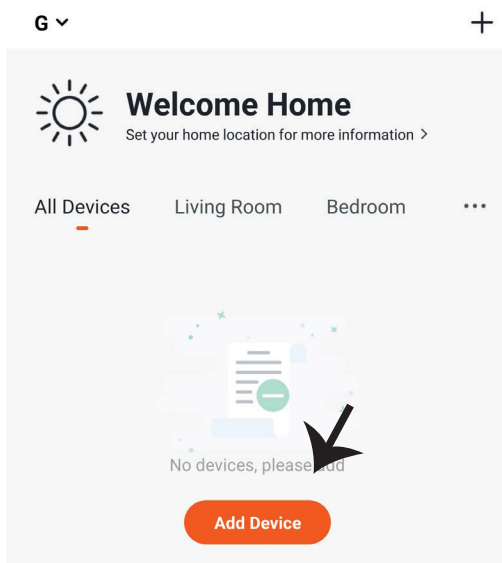 G
Welcome Home
Set your home location for more information >
All Devices Living Room Bedroom ...
No devices, please add
Add Device